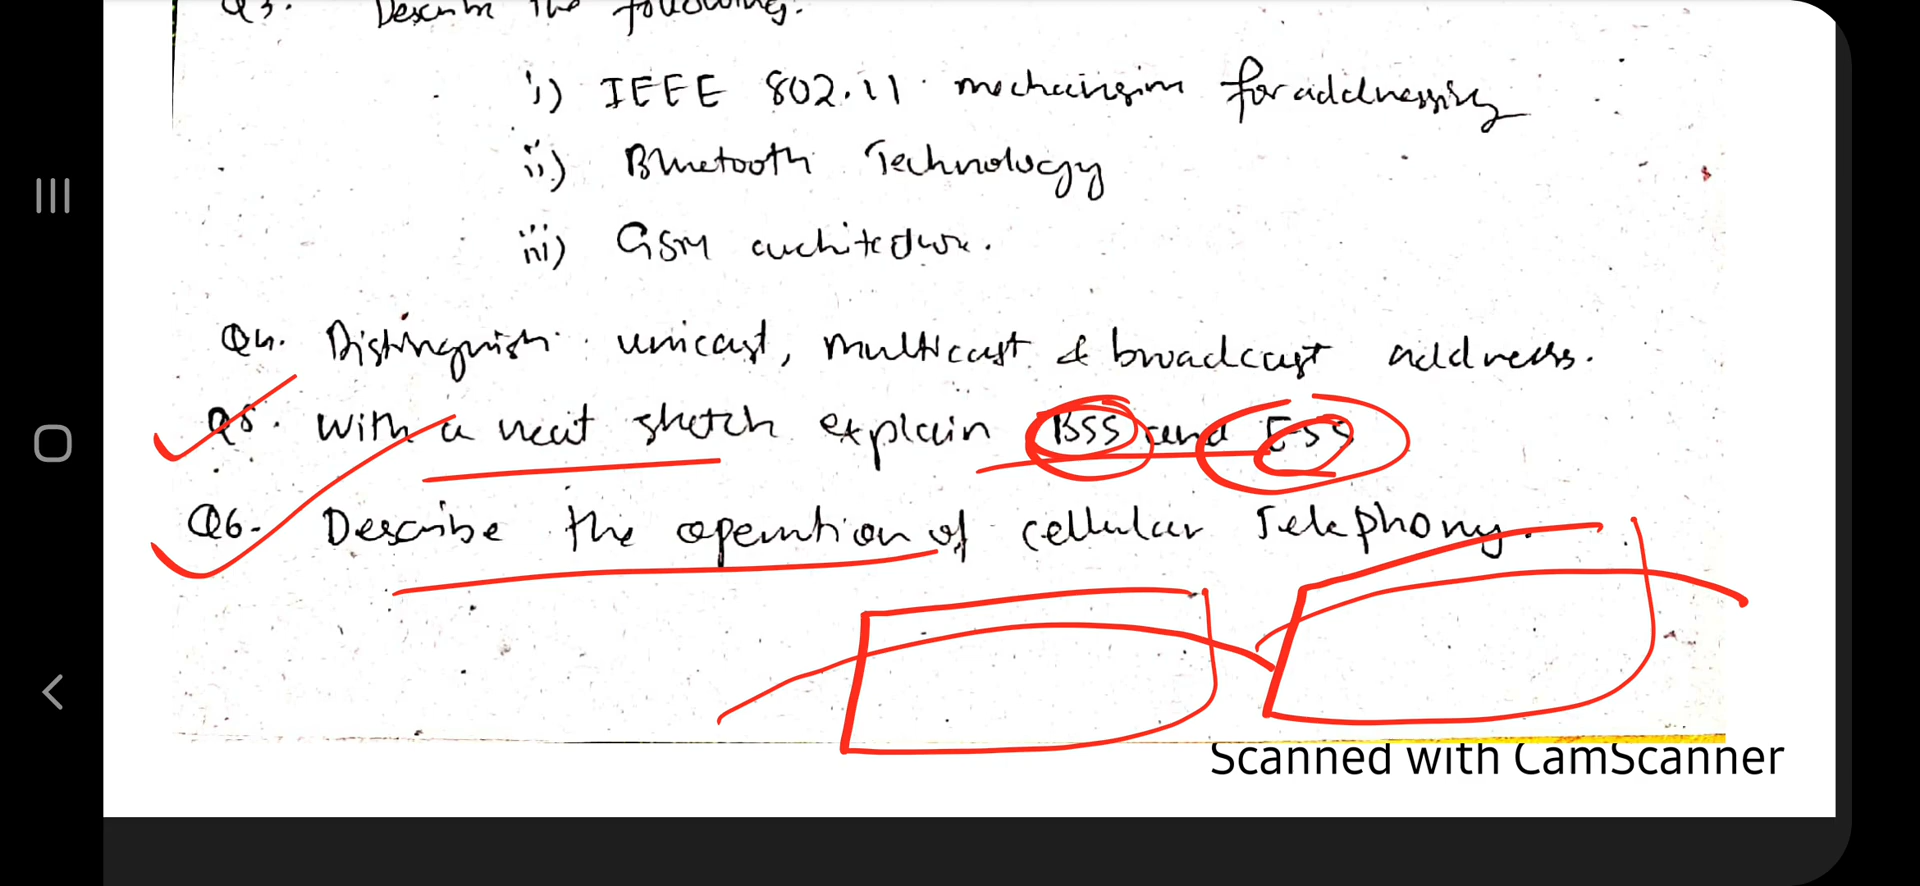 Q3. Describe the following:
i) IEEE 802.11 mechanism for addressing
ii) Bluetooth Technology
iii) GSM architecture.
Q4. Distinguish unicast, multicast & broadcast address.
Q5. With a neat sketch explain BSS and ESS
Q6. Describe the operation of cellular Telephony.
Scanned with CamScanner